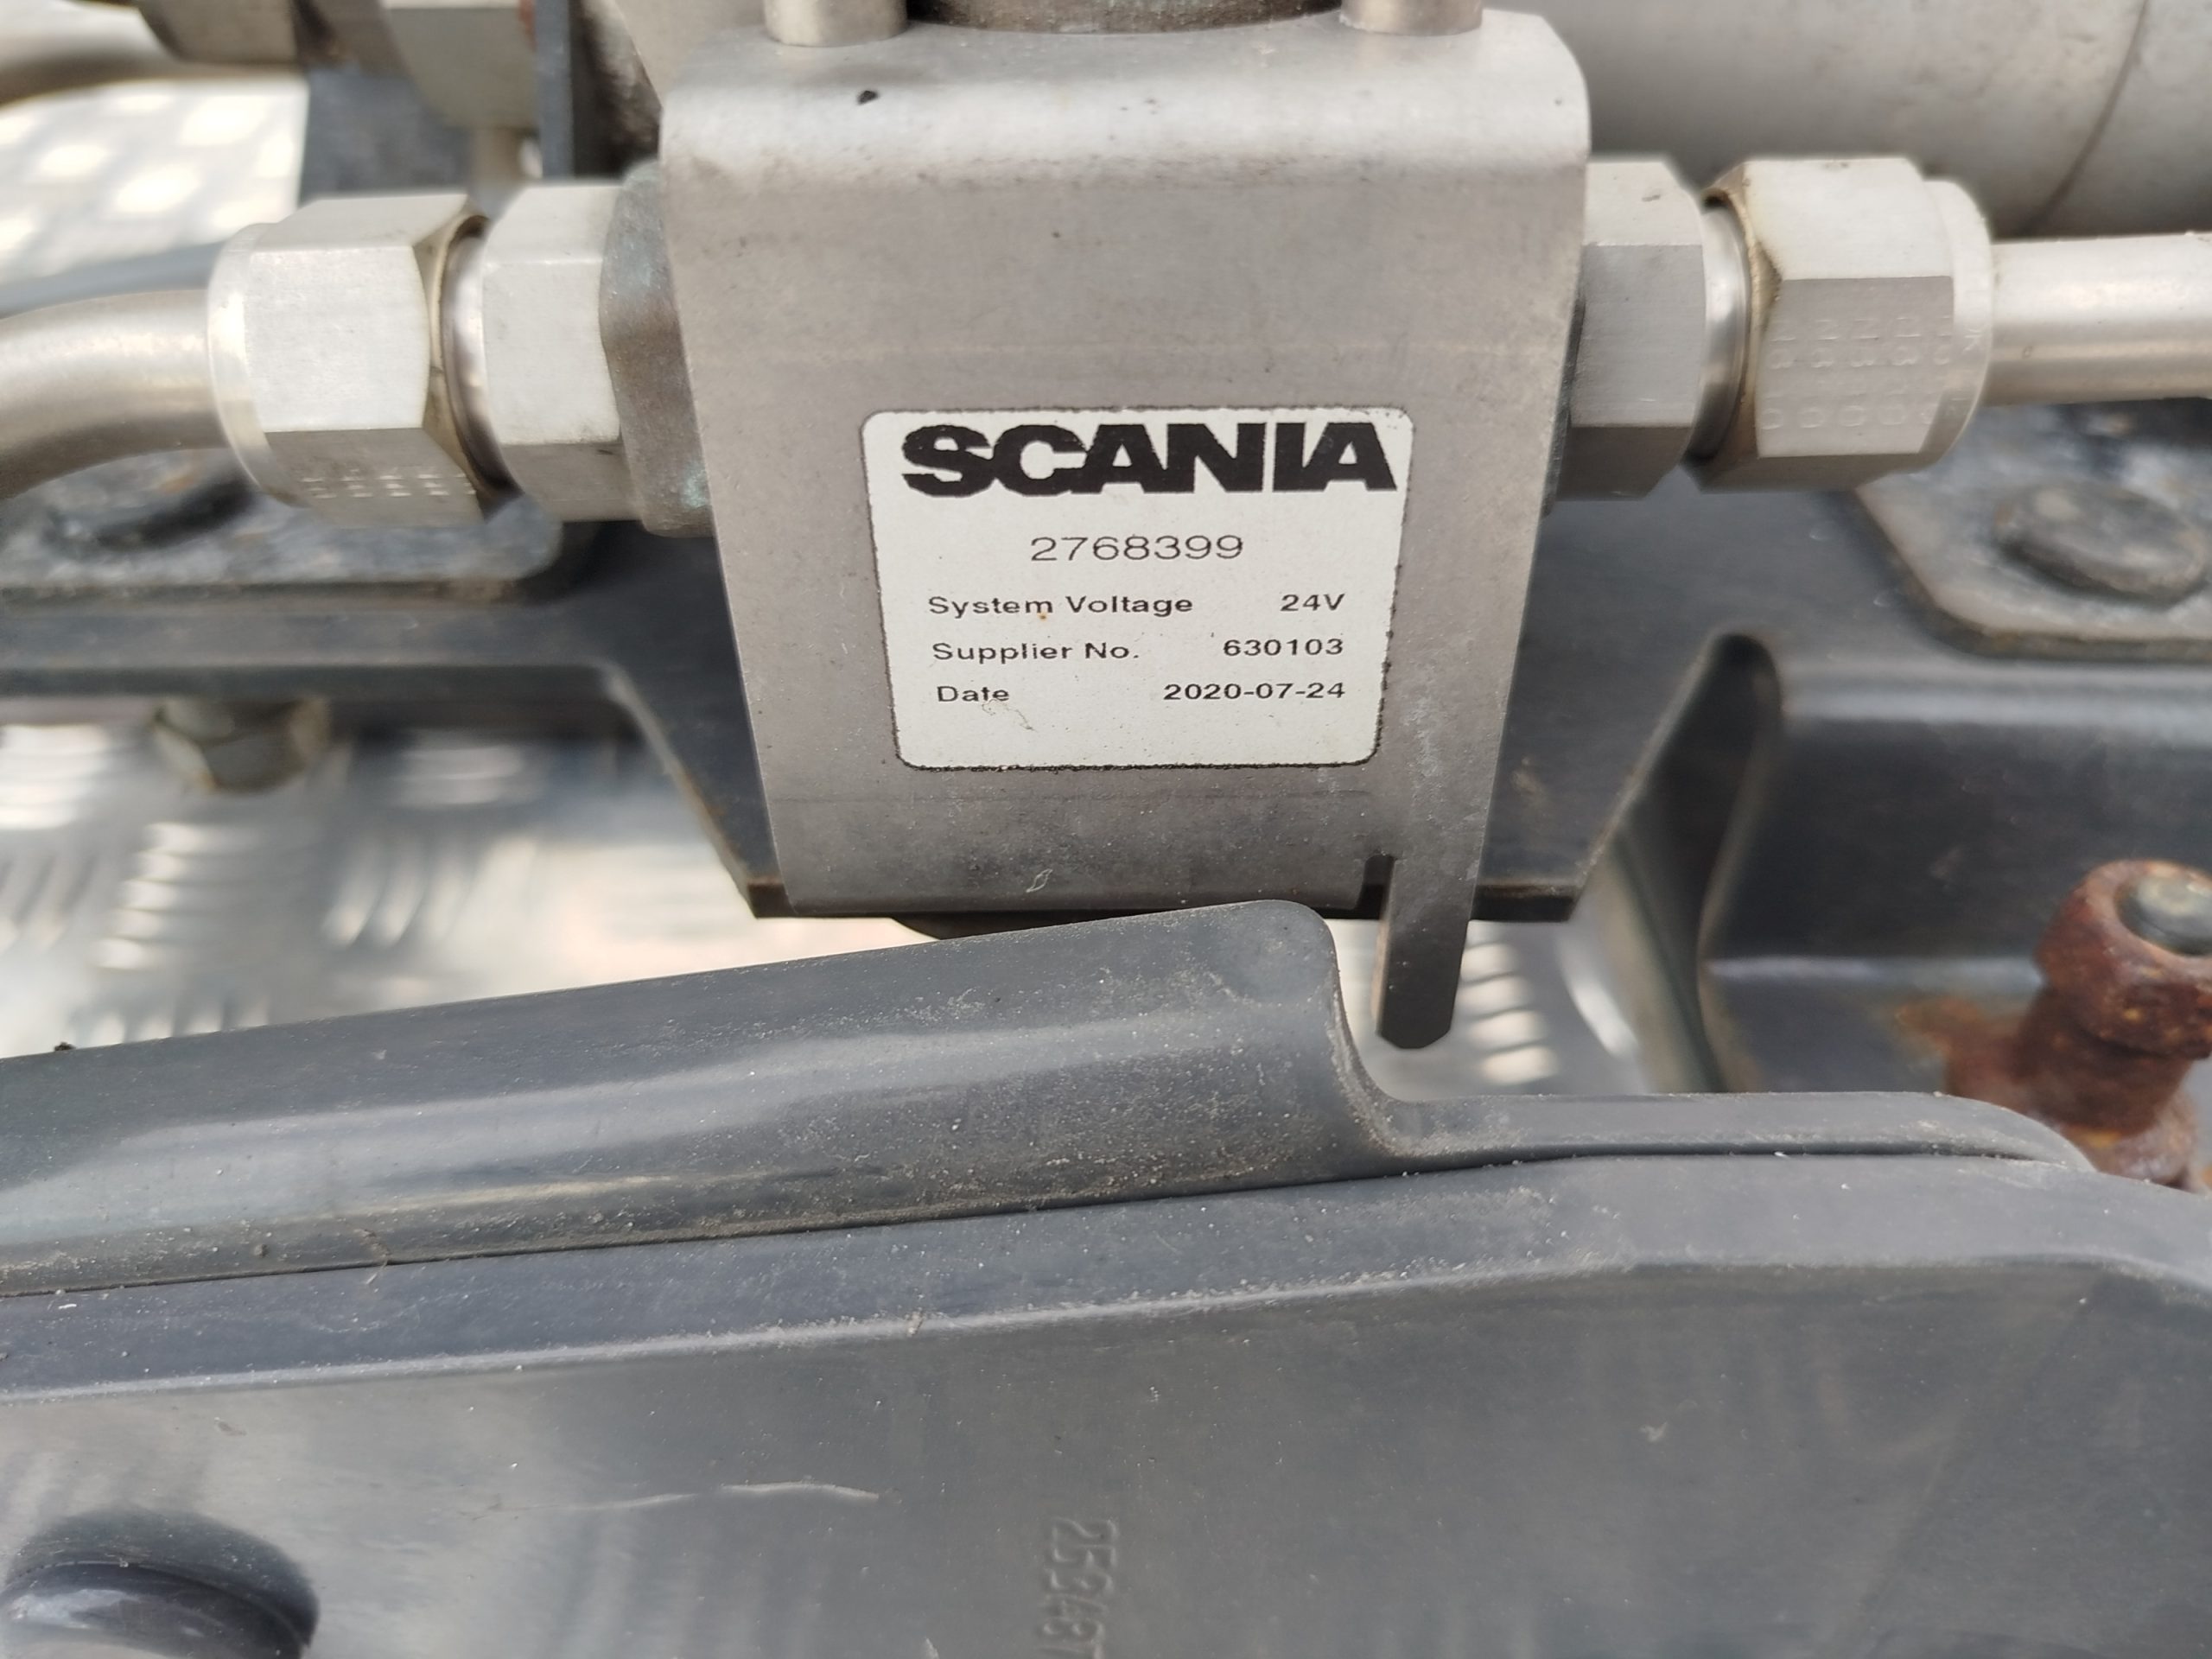 SCANIA
2768399
System Voltage 24V
Supplier No. 630103
Date 2020-07-24